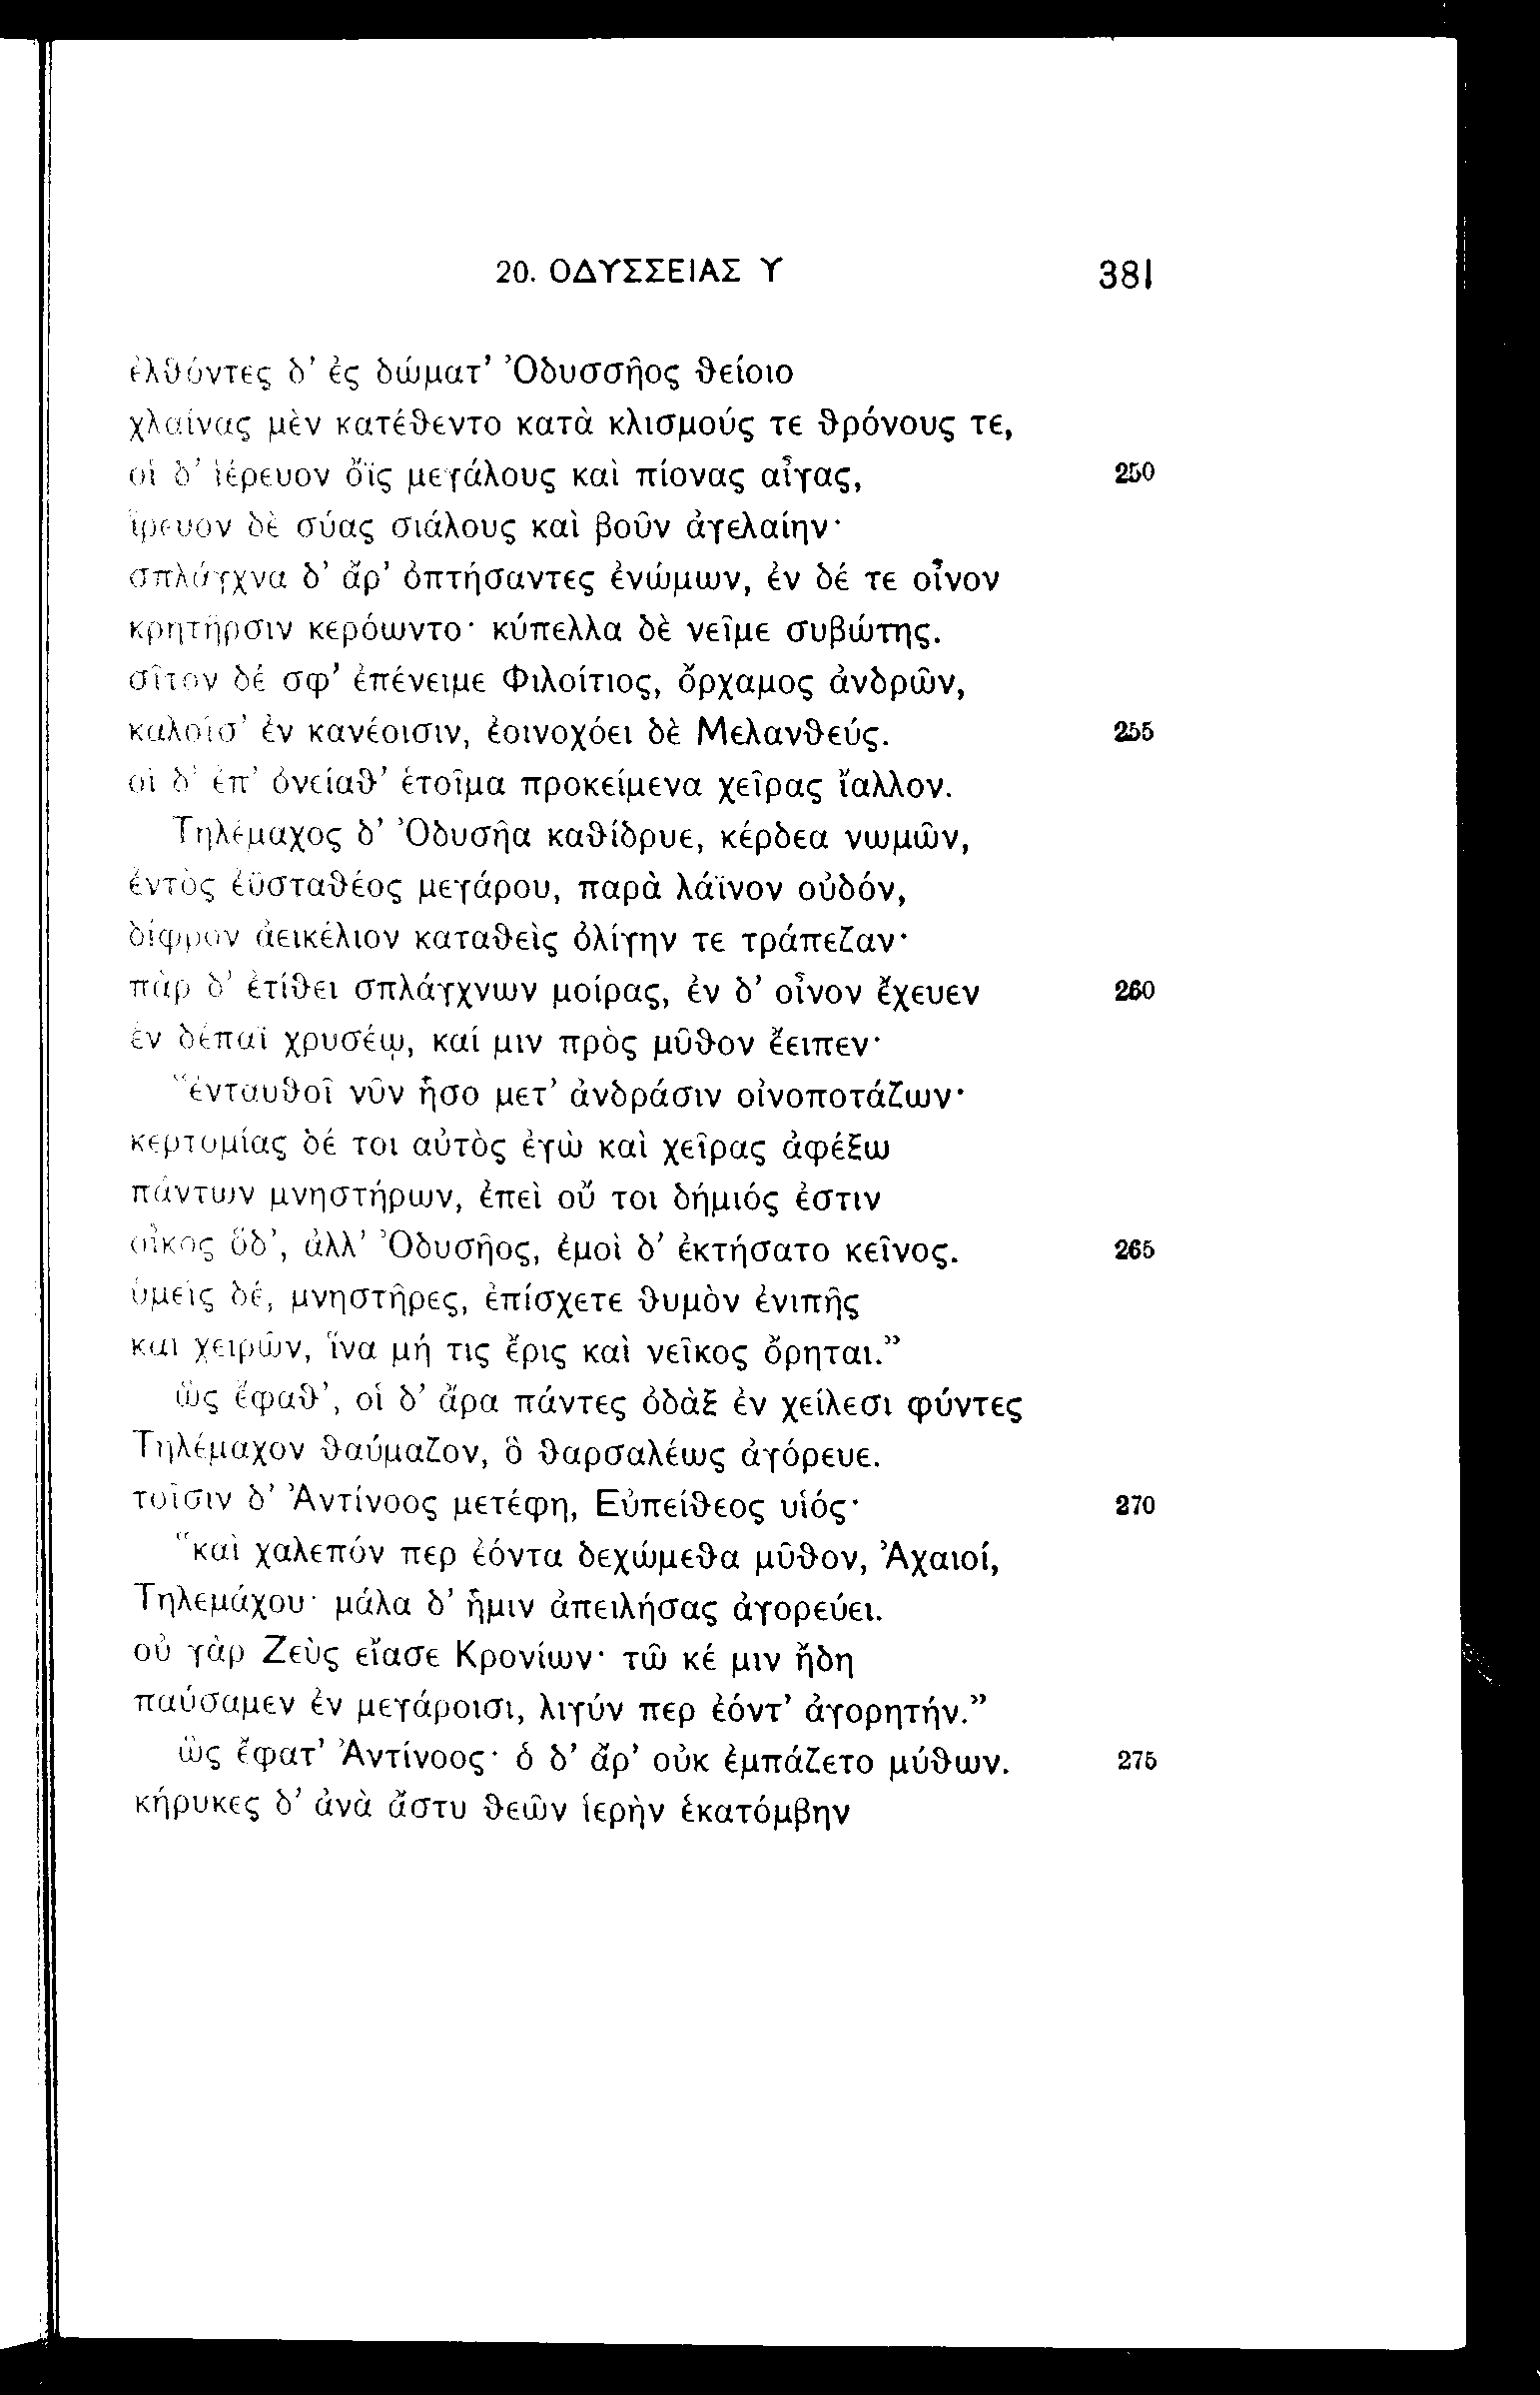 20. ΟΔΥΣΣΕΙΑΣ Υ 381
ἐλθόντες δ’ ἐς δώματ’ Ὀδυσσῆος θείοιο
χλαίνας μὲν κατέθεντο κατὰ κλισμούς τε θρόνους τε,
οἱ δ’ ἱέρευον ὄϊς μεγάλους καὶ πίονας αἶγας, 250
ἵρευον δὲ σύας σιάλους καὶ βοῦν ἀγελαίην·
σπλάγχνα δ’ ἄρ’ ὀπτήσαντες ἐνώμων, ἐν δέ τε οἶνον
κρητῆρσιν κερόωντο· κύπελλα δὲ νεῖμε συβώτης.
σῖτον δέ σφ’ ἐπένειμε Φιλοίτιος, ὄρχαμος ἀνδρῶν,
καλοῖσ’ ἐν κανέοισιν, ἐοινοχόει δὲ Μελανθεύς. 255
οἱ δ’ ἐπ’ ὀνείαθ’ ἑτοῖμα προκείμενα χεῖρας ἴαλλον.
Τηλέμαχος δ’ Ὀδυσῆα καθίδρυε, κέρδεα νωμῶν,
ἐντὸς ἐϋσταθέος μεγάρου, παρὰ λάϊνον οὐδόν,
δίφρον ἀεικέλιον καταθεὶς ὀλίγην τε τράπεζαν·
πὰρ δ’ ἐτίθει σπλάγχνων μοίρας, ἐν δ’ οἶνον ἔχευεν 260
ἐν δέπαϊ χρυσέῳ, καί μιν πρὸς μῦθον ἔειπεν·
“ἐνταυθοῖ νῦν ἧσο μετ’ ἀνδράσιν οἰνοποτάζων·
κερτομίας δέ τοι αὐτὸς ἐγὼ καὶ χεῖρας ἀφέξω
πάντων μνηστήρων, ἐπεὶ οὔ τοι δήμιός ἐστιν
οἶκος ὅδ’, ἀλλ’ Ὀδυσῆος, ἐμοὶ δ’ ἐκτήσατο κεῖνος. 265
ὑμεῖς δέ, μνηστῆρες, ἐπίσχετε θυμὸν ἐνιπῆς
καὶ χειρῶν, ἵνα μή τις ἔρις καὶ νεῖκος ὄρηται.”
ὣς ἔφαθ’, οἱ δ’ ἄρα πάντες ὀδὰξ ἐν χείλεσι φύντες
Τηλέμαχον θαύμαζον, ὃ θαρσαλέως ἀγόρευε.
τοῖσιν δ’ Ἀντίνοος μετέφη, Εὐπείθεος υἱός· 270
“καὶ χαλεπόν περ ἐόντα δεχώμεθα μῦθον, Ἀχαιοί,
Τηλεμάχου· μάλα δ’ ἧμιν ἀπειλήσας ἀγορεύει.
οὐ γὰρ Ζεὺς εἴασε Κρονίων· τῶ κέ μιν ἤδη
παύσαμεν ἐν μεγάροισι, λιγύν περ ἐόντ’ ἀγορητήν.”
ὣς ἔφατ’ Ἀντίνοος· ὁ δ’ ἄρ’ οὐκ ἐμπάζετο μύθων. 275
κήρυκες δ’ ἀνὰ ἄστυ θεῶν ἱερὴν ἑκατόμβην